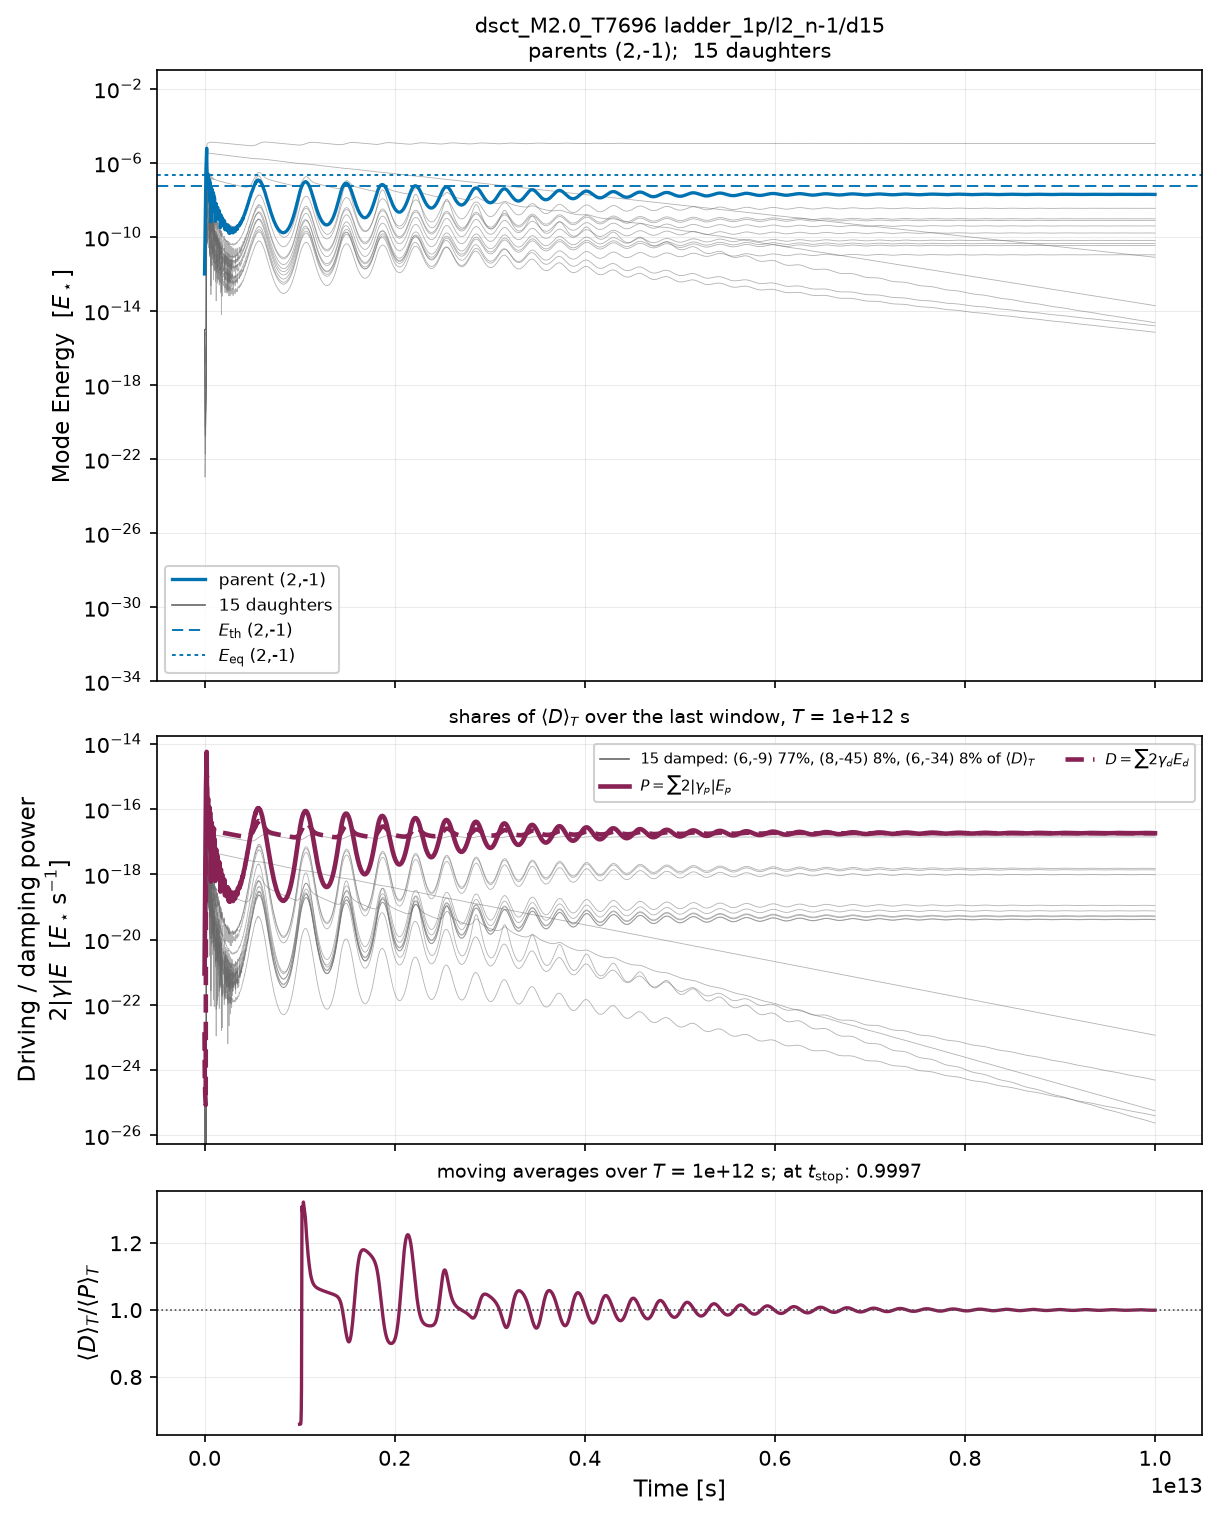 dsct_M2.0_T7696 ladder_1p/l2_n-1/d15
parents (2,-1);  15 daughters
10⁻²
10⁻⁶
10⁻¹⁰
10⁻¹⁴
10⁻¹⁸
10⁻²²
10⁻²⁶
10⁻³⁰
10⁻³⁴
Mode Energy [E⋆]
parent (2,-1)
15 daughters
E_th (2,-1)
E_eq (2,-1)
shares of ⟨D⟩_T over the last window, T = 1e+12 s
10⁻¹⁴
10⁻¹⁶
10⁻¹⁸
10⁻²⁰
10⁻²²
10⁻²⁴
10⁻²⁶
Driving / damping power
2|γ|E [E⋆ s⁻¹]
15 damped: (6,-9) 77%, (8,-45) 8%, (6,-34) 8% of ⟨D⟩_T
P = ∑2|γ_p|E_p
D = ∑2γ_dE_d
moving averages over T = 1e+12 s; at t_stop: 0.9997
1.2
1.0
0.8
⟨D⟩_T/⟨P⟩_T
0.0
0.2
0.4
0.6
0.8
1.0
1e13
Time [s]